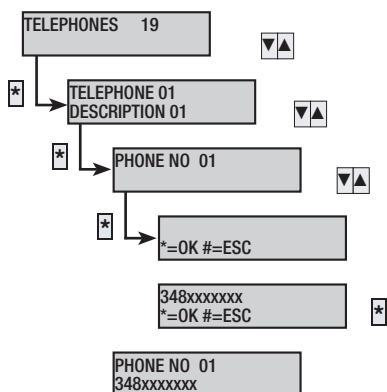 TELEPHONES 19
▼▲
*
TELEPHONE 01
DESCRIPTION 01
▼▲
*
PHONE NO 01
▼▲
*
*=OK #=ESC
348xxxxxxx
*=OK #=ESC
*
PHONE NO 01
348xxxxxxx